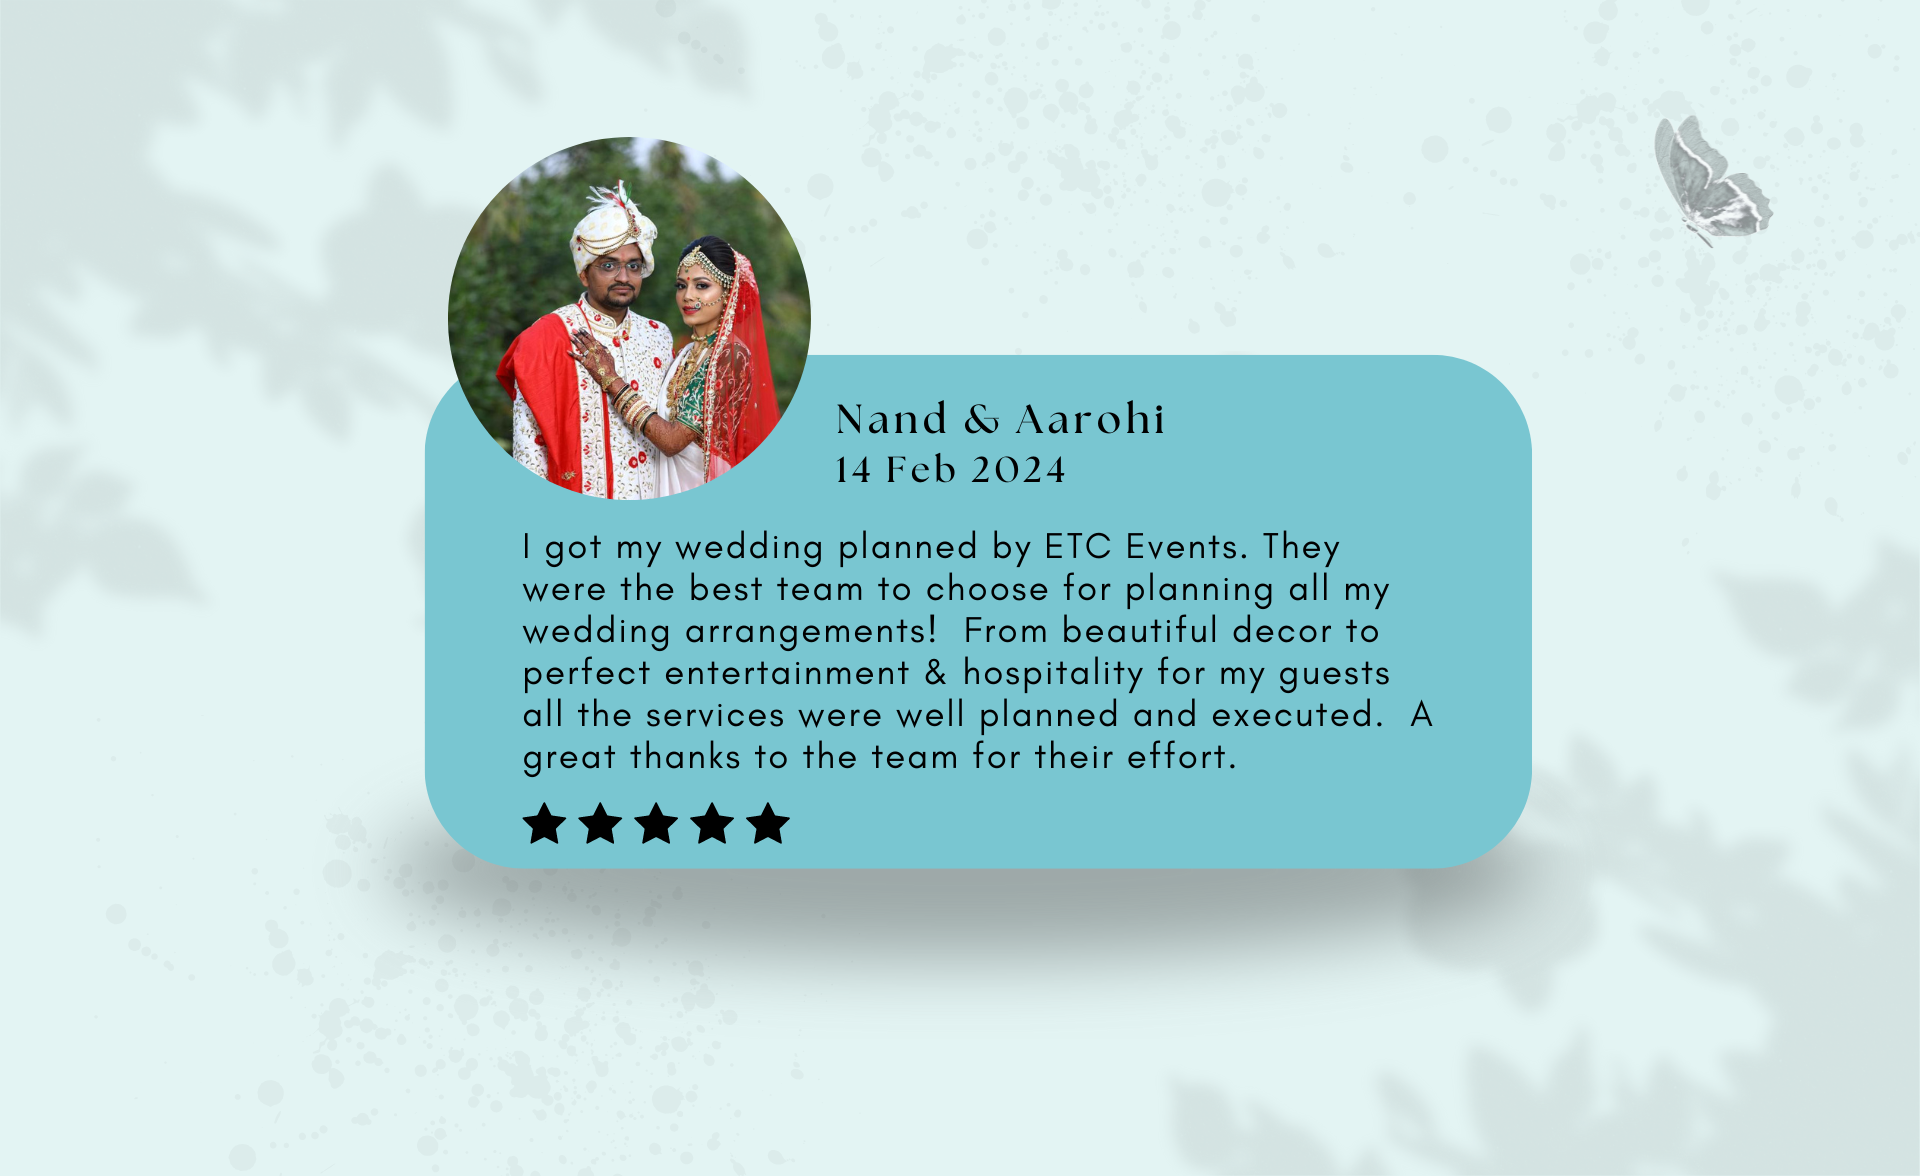 Nand & Aarohi
14 Feb 2024
I got my wedding planned by ETC Events. They
were the best team to choose for planning all my
wedding arrangements!  From beautiful decor to
perfect entertainment & hospitality for my guests
all the services were well planned and executed.  A
great thanks to the team for their effort.